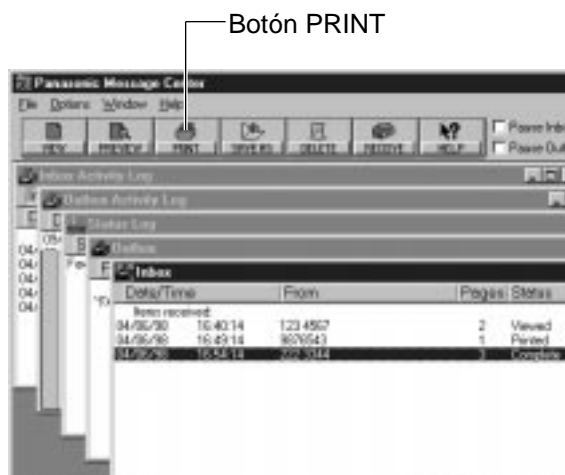 Botón PRINT
Panasonic Message Center
File Options Window Help
VIEW PREVIEW PRINT SAVE AS DELETE RECEIVE HELP
Pause Inb
Pause Out
Inbox Activity Log
Outbox Activity Log
Status Log
Outbox
Inbox
Date/Time From Pages Status
Items received:
04/06/98 16:40:14 123 4567 2 Viewed
04/06/98 16:49:14 9876543 1 Printed
04/06/98 16:54:14 222 3344 3 Complete